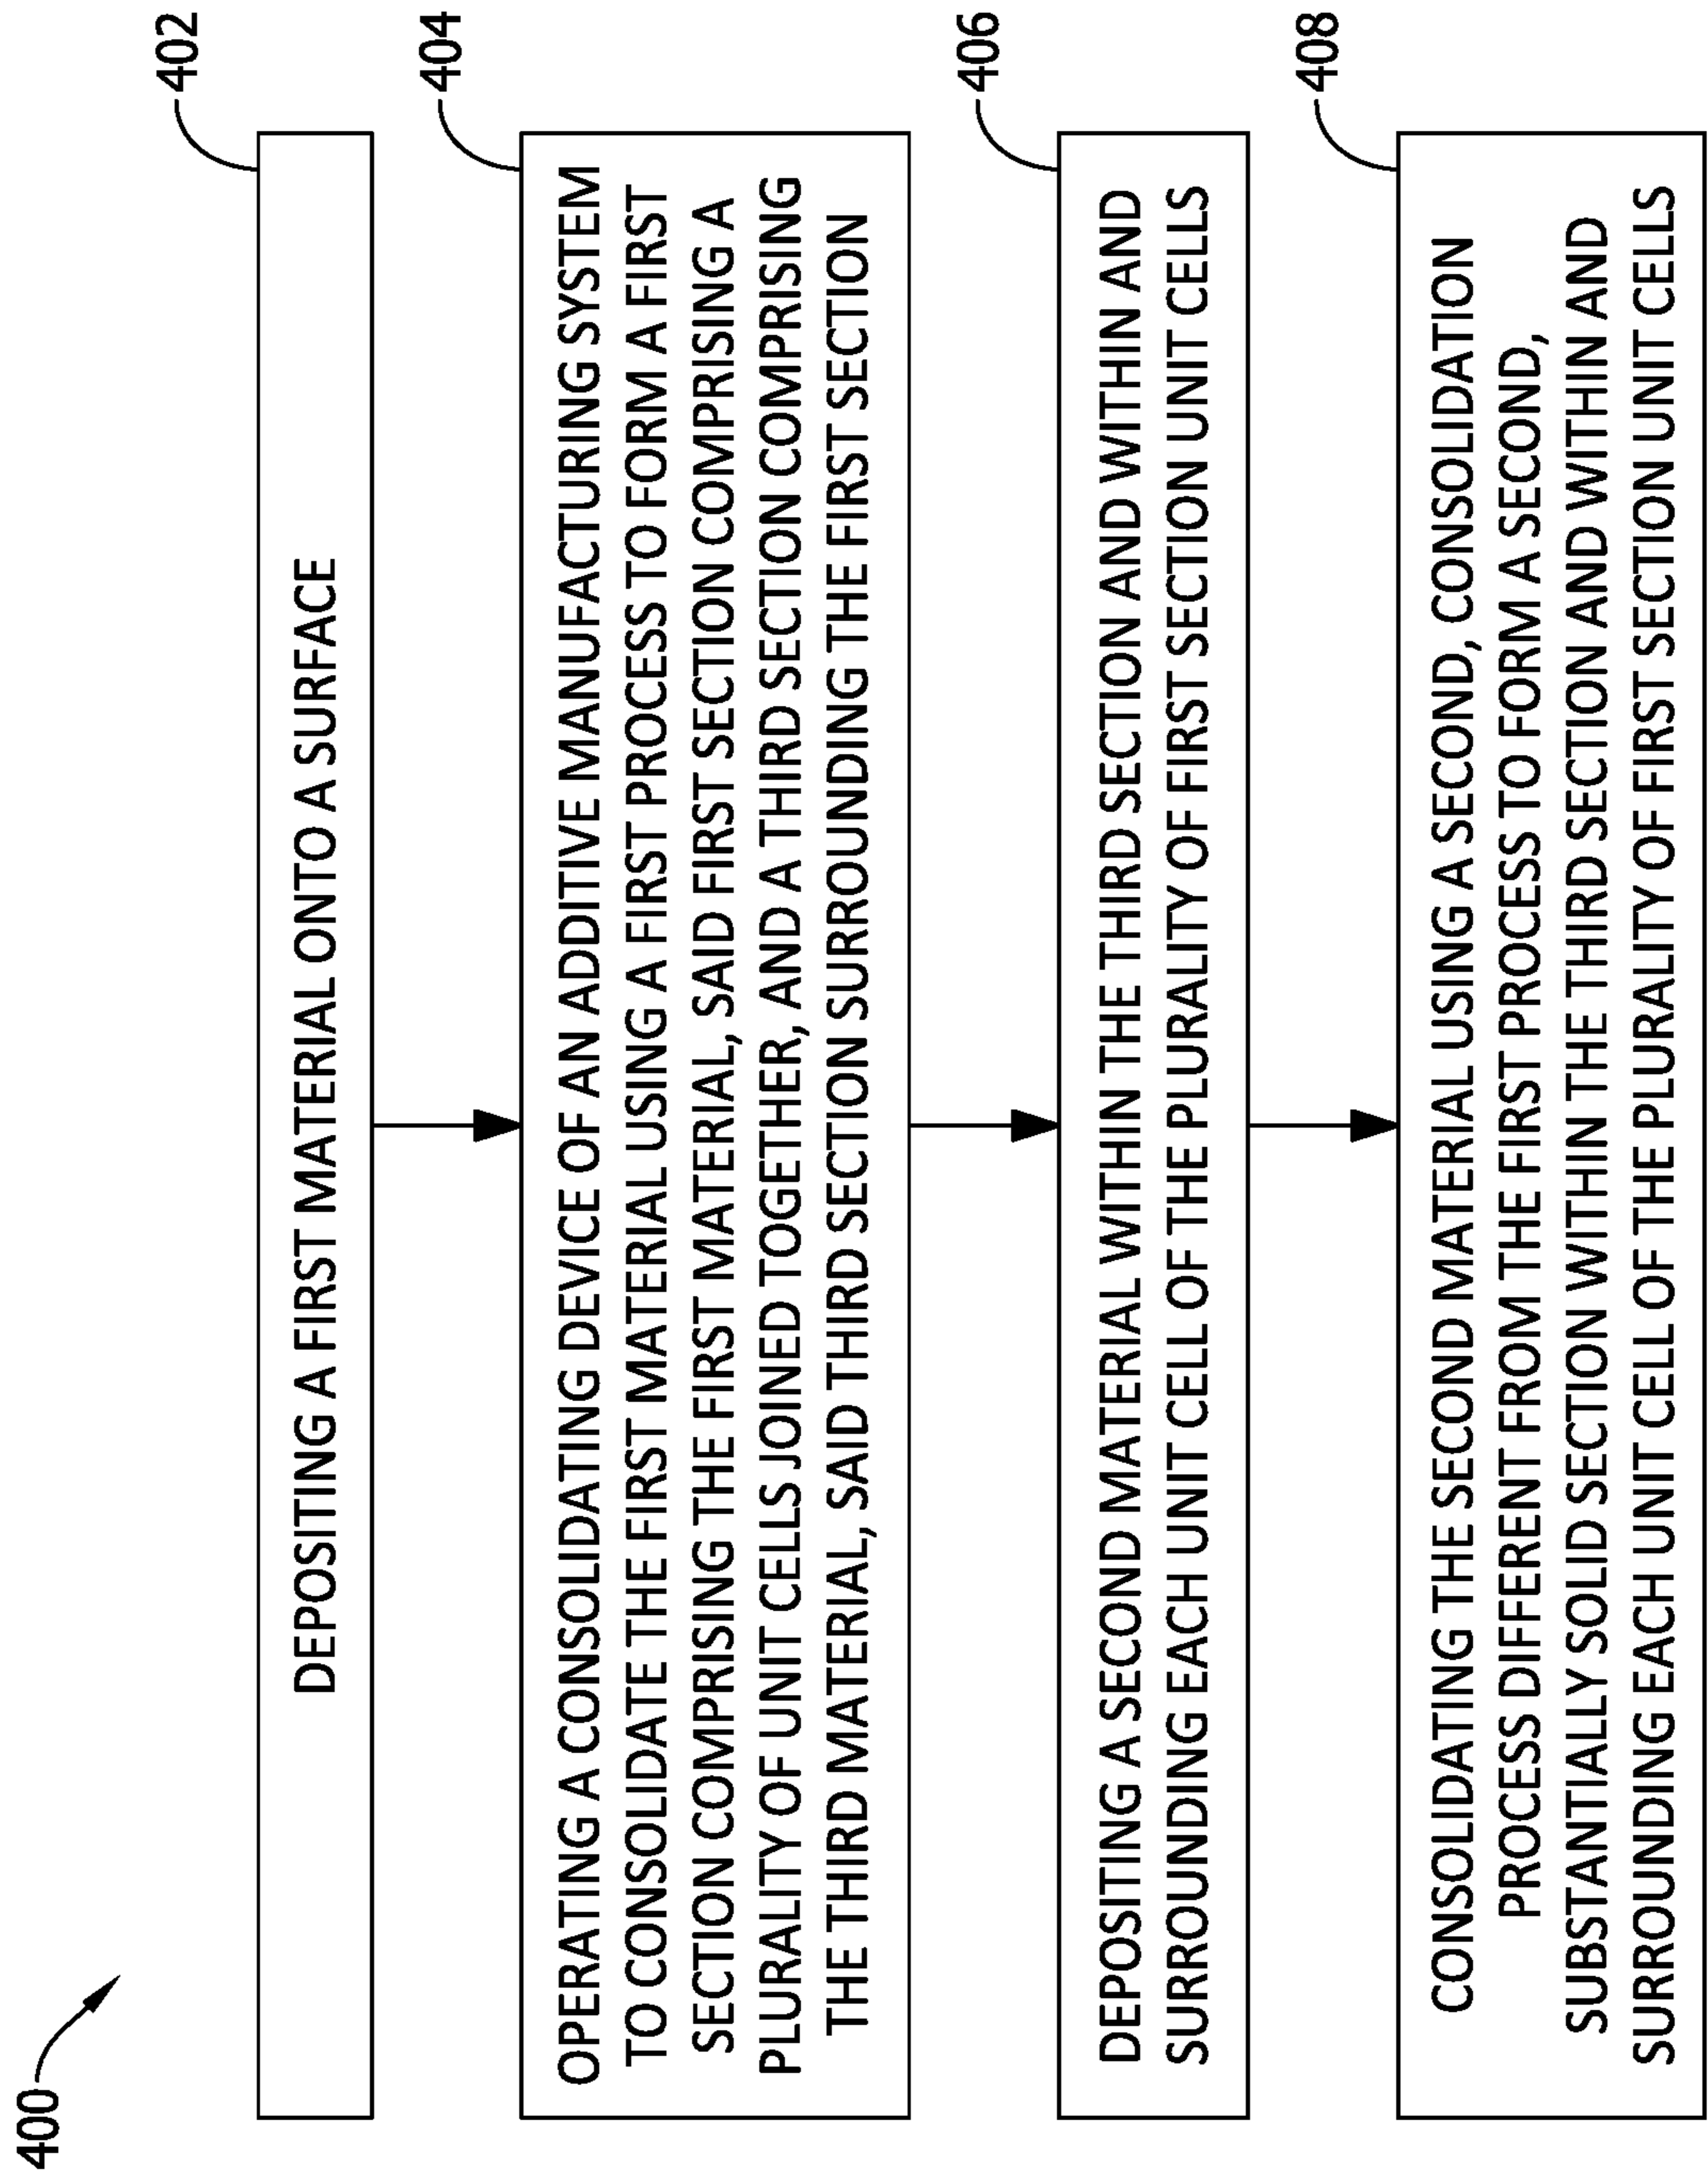 400
402
DEPOSITING A FIRST MATERIAL ONTO A SURFACE
404
OPERATING A CONSOLIDATING DEVICE OF AN ADDITIVE MANUFACTURING SYSTEM
TO CONSOLIDATE THE FIRST MATERIAL USING A FIRST PROCESS TO FORM A FIRST
SECTION COMPRISING THE FIRST MATERIAL, SAID FIRST SECTION COMPRISING A
PLURALITY OF UNIT CELLS JOINED TOGETHER, AND A THIRD SECTION COMPRISING
THE THIRD MATERIAL, SAID THIRD SECTION SURROUNDING THE FIRST SECTION
406
DEPOSITING A SECOND MATERIAL WITHIN THE THIRD SECTION AND WITHIN AND
SURROUNDING EACH UNIT CELL OF THE PLURALITY OF FIRST SECTION UNIT CELLS
408
CONSOLIDATING THE SECOND MATERIAL USING A SECOND, CONSOLIDATION
PROCESS DIFFERENT FROM THE FIRST PROCESS TO FORM A SECOND,
SUBSTANTIALLY SOLID SECTION WITHIN THE THIRD SECTION AND WITHIN AND
SURROUNDING EACH UNIT CELL OF THE PLURALITY OF FIRST SECTION UNIT CELLS